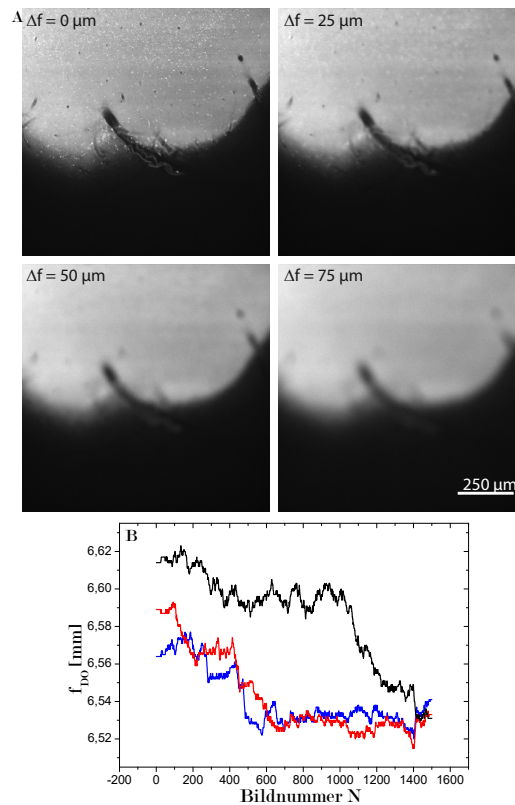 A
Δf = 0 µm
Δf = 25 µm
Δf = 50 µm
Δf = 75 µm
250 µm
B
6,62
6,60
6,58
6,56
6,54
6,52
f_DO [mm]
-200 0 200 400 600 800 1000 1200 1400 1600
Bildnummer N